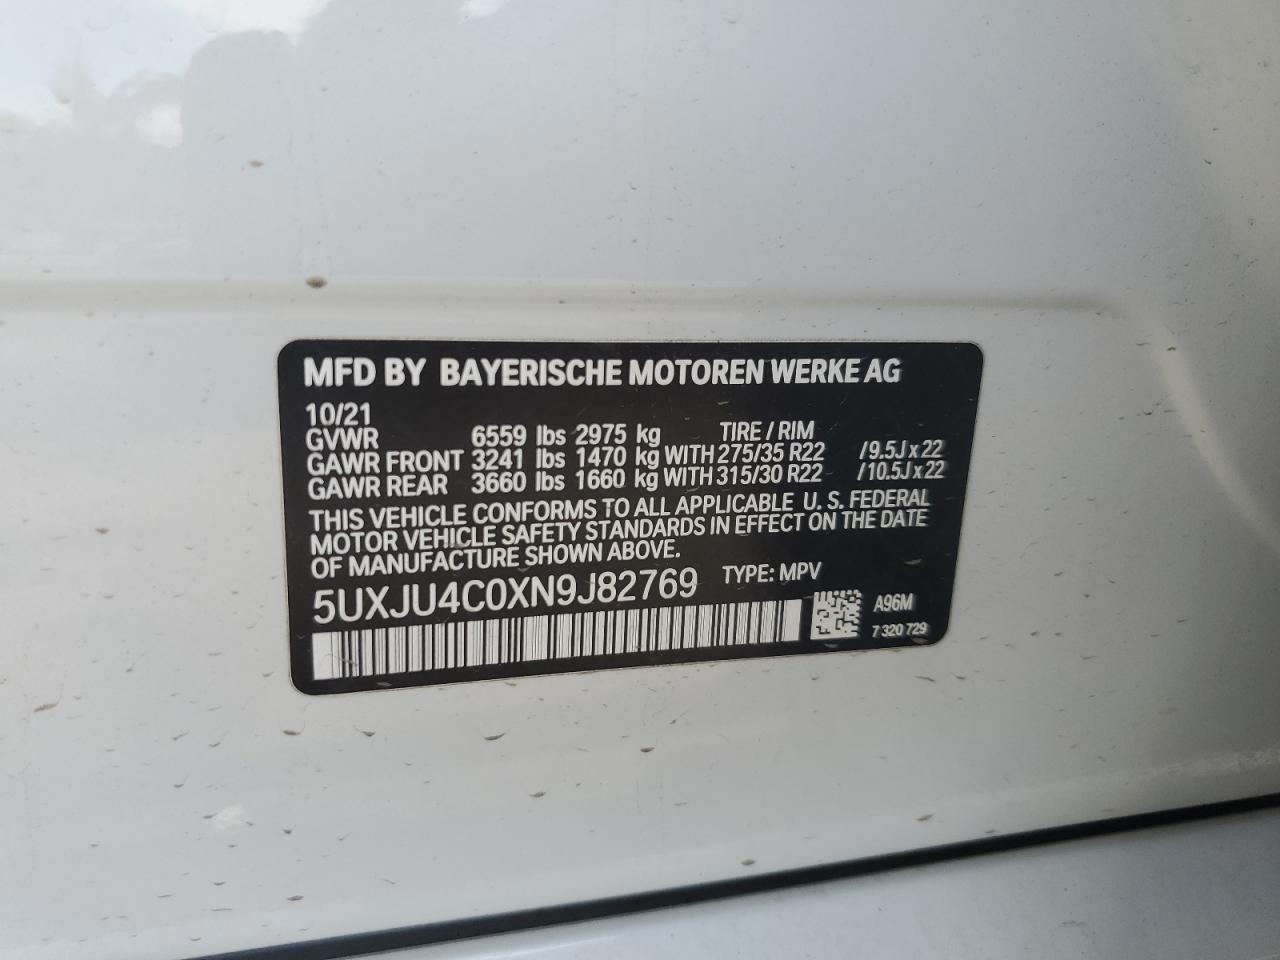 MFD BY BAYERISCHE MOTOREN WERKE AG
10/21
GVWR 6559 lbs 2975 kg TIRE / RIM
GAWR FRONT 3241 lbs 1470 kg WITH 275/35 R22 /9.5J x 22
GAWR REAR 3660 lbs 1660 kg WITH 315/30 R22 /10.5J x 22
THIS VEHICLE CONFORMS TO ALL APPLICABLE U. S. FEDERAL
MOTOR VEHICLE SAFETY STANDARDS IN EFFECT ON THE DATE
OF MANUFACTURE SHOWN ABOVE.
5UXJU4C0XN9J82769 TYPE: MPV
A96M
7 320 729